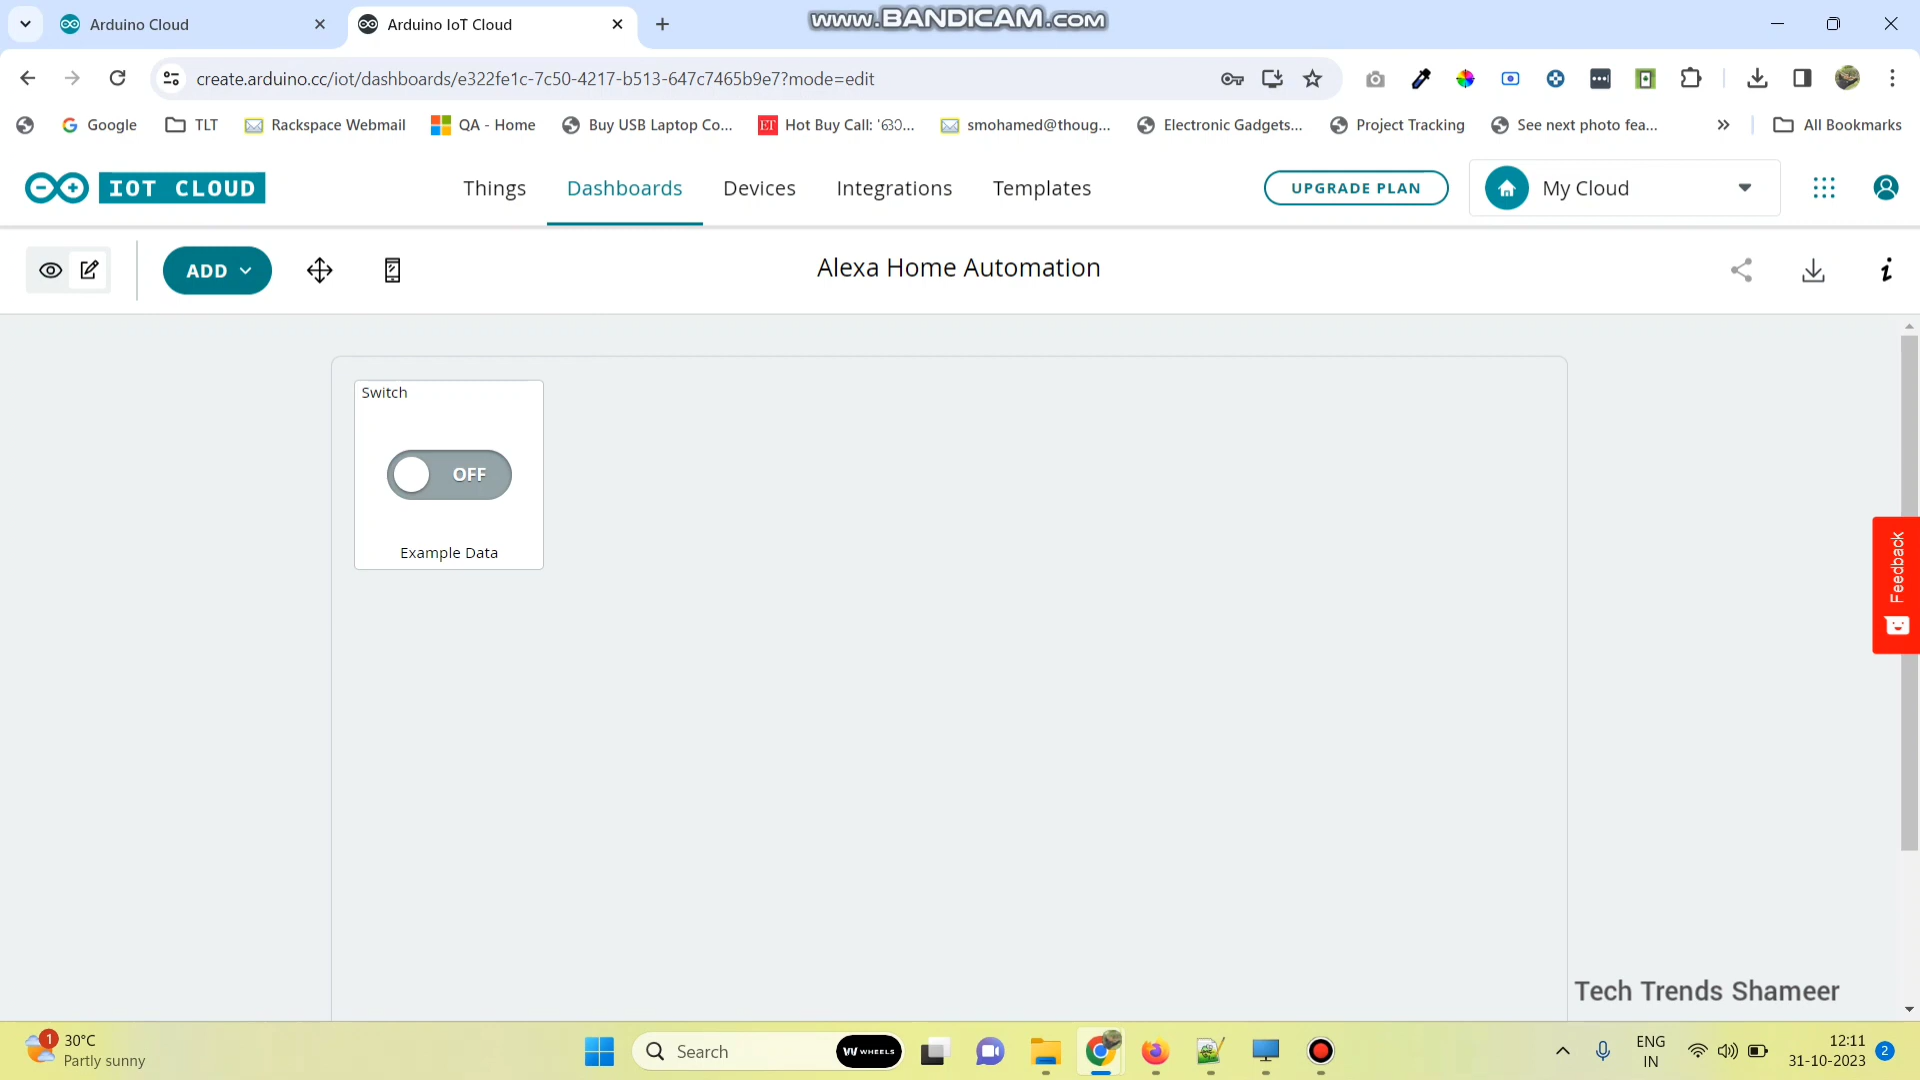 Arduino Cloud
Arduino IoT Cloud
www.BANDICAM.com
create.arduino.cc/iot/dashboards/e322fe1c-7c50-4217-b513-647c7465b9e7?mode=edit
Google
TLT
Rackspace Webmail
QA - Home
Buy USB Laptop Co...
ET
Hot Buy Call: '630...
smohamed@thoug...
Electronic Gadgets...
Project Tracking
See next photo fea...
All Bookmarks
IOT CLOUD
Things
Dashboards
Devices
Integrations
Templates
UPGRADE PLAN
My Cloud
ADD
Alexa Home Automation
Switch
OFF
Example Data
Feedback
Tech Trends Shameer
1
30°C
Partly sunny
Search
WHEELS
ENG
IN
12:11
31-10-2023
2